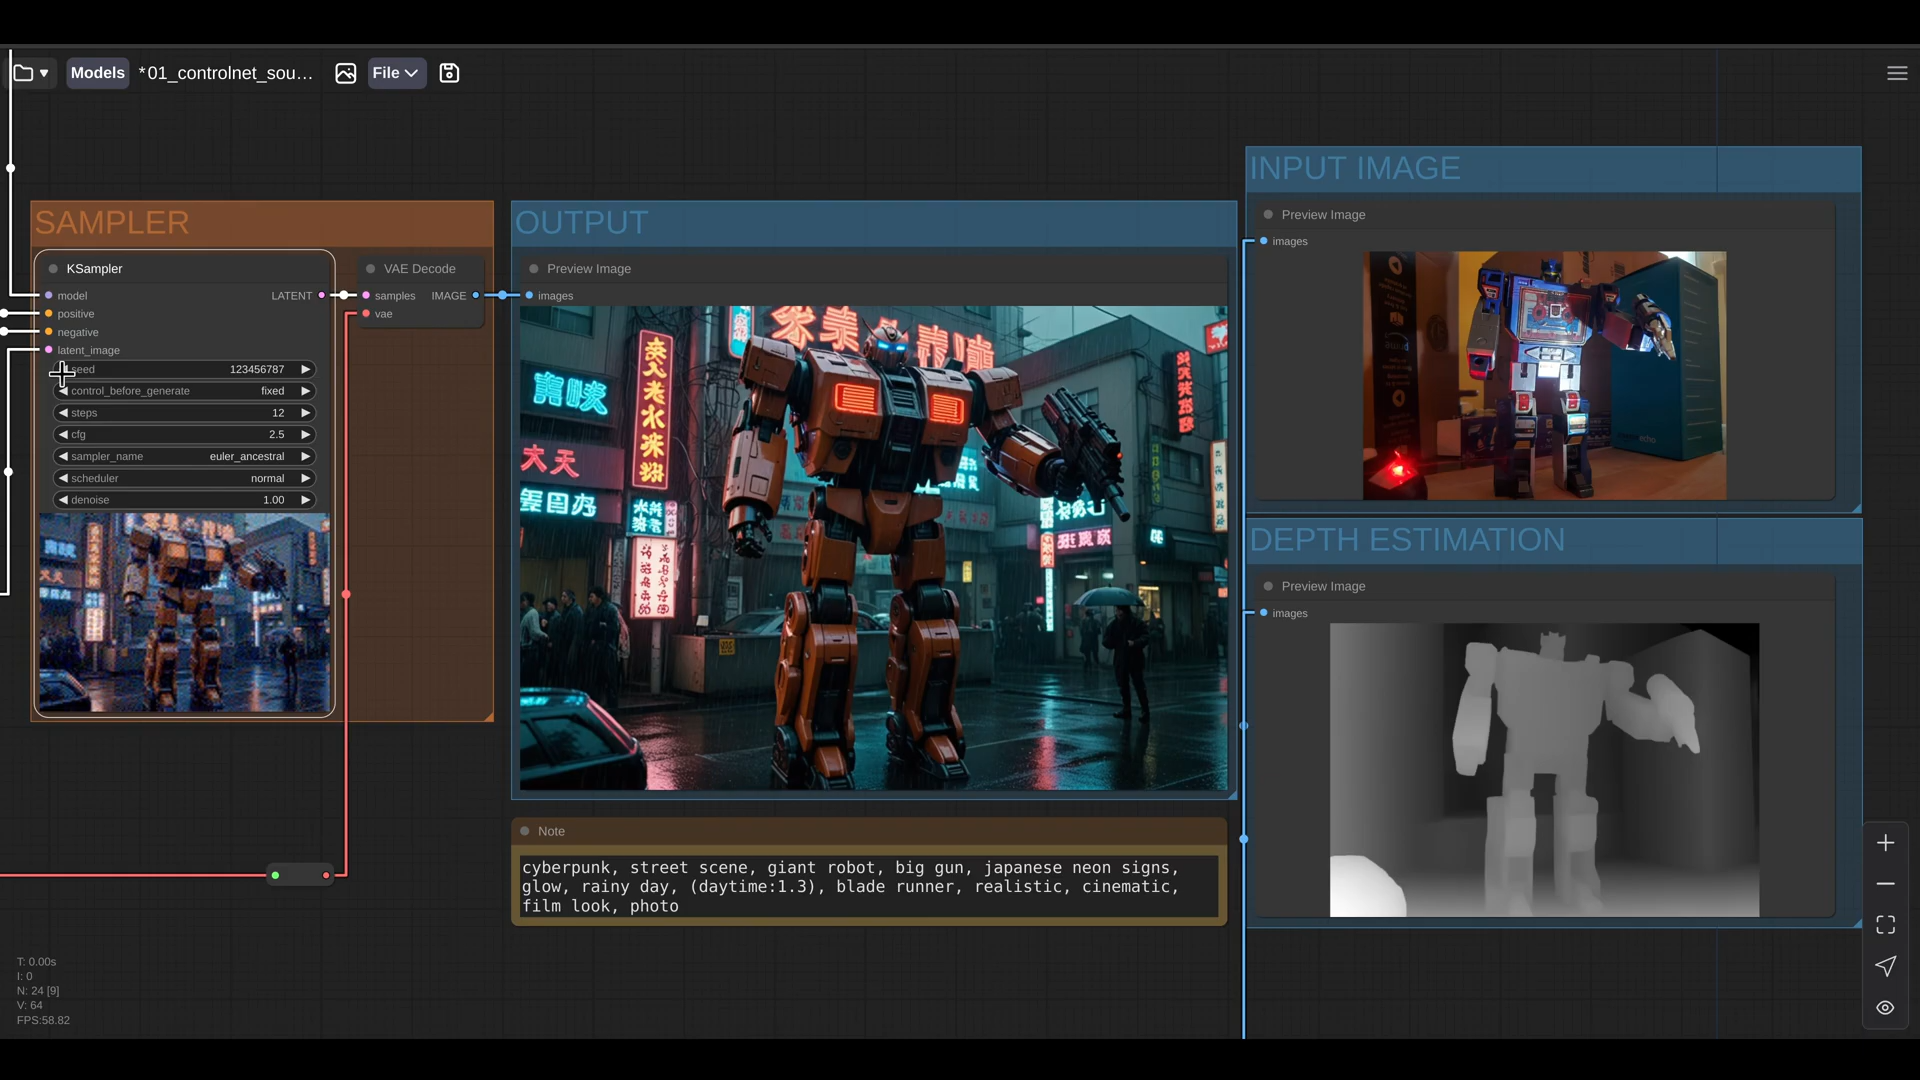 Models
*01_controlnet_sou…
File
SAMPLER
KSampler
model
LATENT
positive
negative
latent_image
seed 123456787
control_before_generate fixed
steps 12
cfg 2.5
sampler_name euler_ancestral
scheduler normal
denoise 1.00
VAE Decode
samples IMAGE
vae
OUTPUT
Preview Image
images
大天
Note
cyberpunk, street scene, giant robot, big gun, japanese neon signs,
glow, rainy day, (daytime:1.3), blade runner, realistic, cinematic,
film look, photo
INPUT IMAGE
Preview Image
images
amazon echo
DEPTH ESTIMATION
Preview Image
images
T: 0.00s
I: 0
N: 24 [9]
V: 64
FPS:58.82